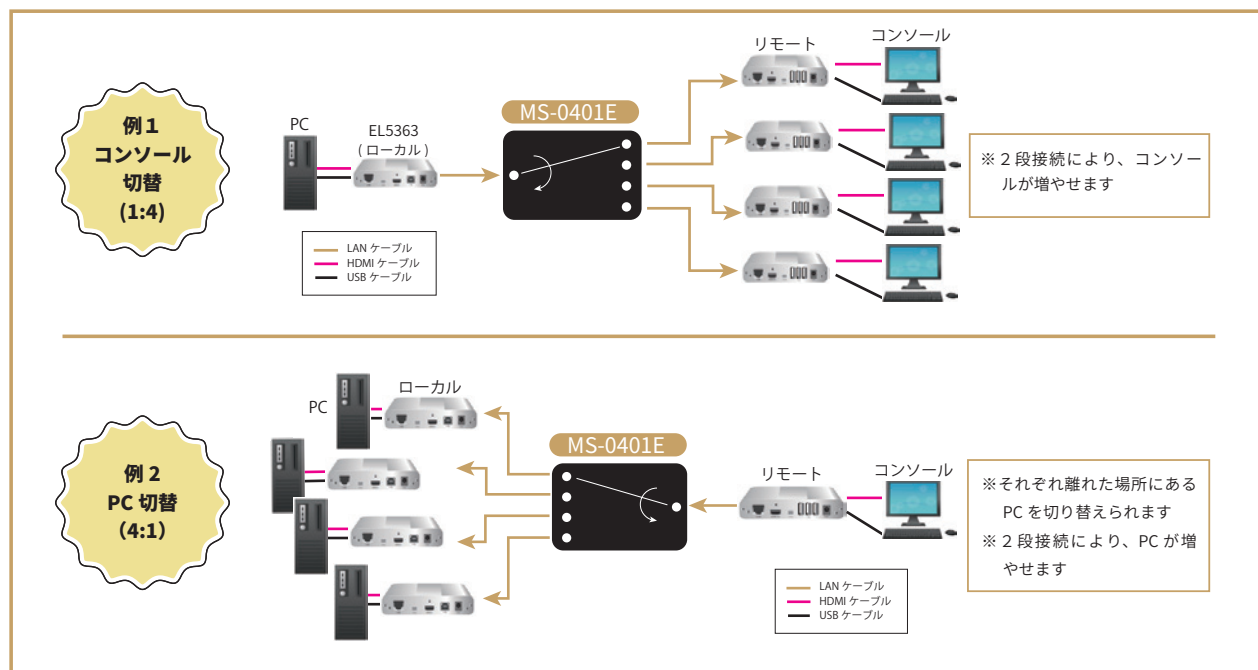 例１
コンソール
切替
(1:4)
PC
EL5363
( ローカル )
MS-0401E
リモート
コンソール
※２段接続により、コンソー
ルが増やせます
LAN ケーブル
HDMI ケーブル
USB ケーブル
例 2
PC 切替
（4:1）
PC
ローカル
MS-0401E
リモート
コンソール
※それぞれ離れた場所にある
PC を切り替えられます
※２段接続により、PC が増
やせます
LAN ケーブル
HDMI ケーブル
USB ケーブル